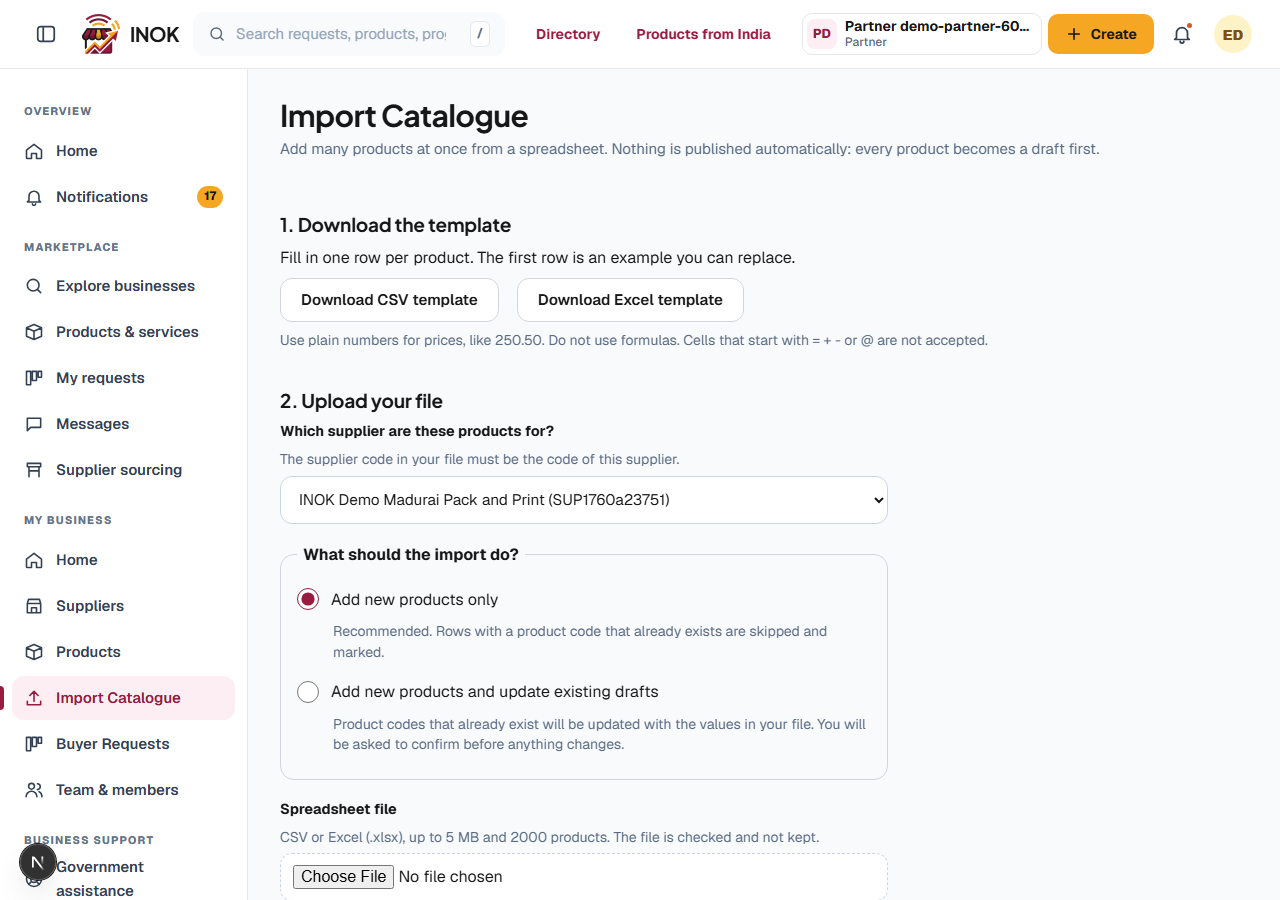 INOK
Search requests, products, pro
/
Directory
Products from India
PD
Partner demo-partner-60...
Partner
Create
ED
OVERVIEW
Home
Notifications
17
MARKETPLACE
Explore businesses
Products & services
My requests
Messages
Supplier sourcing
MY BUSINESS
Home
Suppliers
Products
Import Catalogue
Buyer Requests
Team & members
BUSINESS SUPPORT
N
Government
assistance
Import Catalogue
Add many products at once from a spreadsheet. Nothing is published automatically: every product becomes a draft first.
1. Download the template
Fill in one row per product. The first row is an example you can replace.
Download CSV template
Download Excel template
Use plain numbers for prices, like 250.50. Do not use formulas. Cells that start with = + - or @ are not accepted.
2. Upload your file
Which supplier are these products for?
The supplier code in your file must be the code of this supplier.
INOK Demo Madurai Pack and Print (SUP1760a23751)
What should the import do?
Add new products only
Recommended. Rows with a product code that already exists are skipped and
marked.
Add new products and update existing drafts
Product codes that already exist will be updated with the values in your file. You will
be asked to confirm before anything changes.
Spreadsheet file
CSV or Excel (.xlsx), up to 5 MB and 2000 products. The file is checked and not kept.
Choose File No file chosen